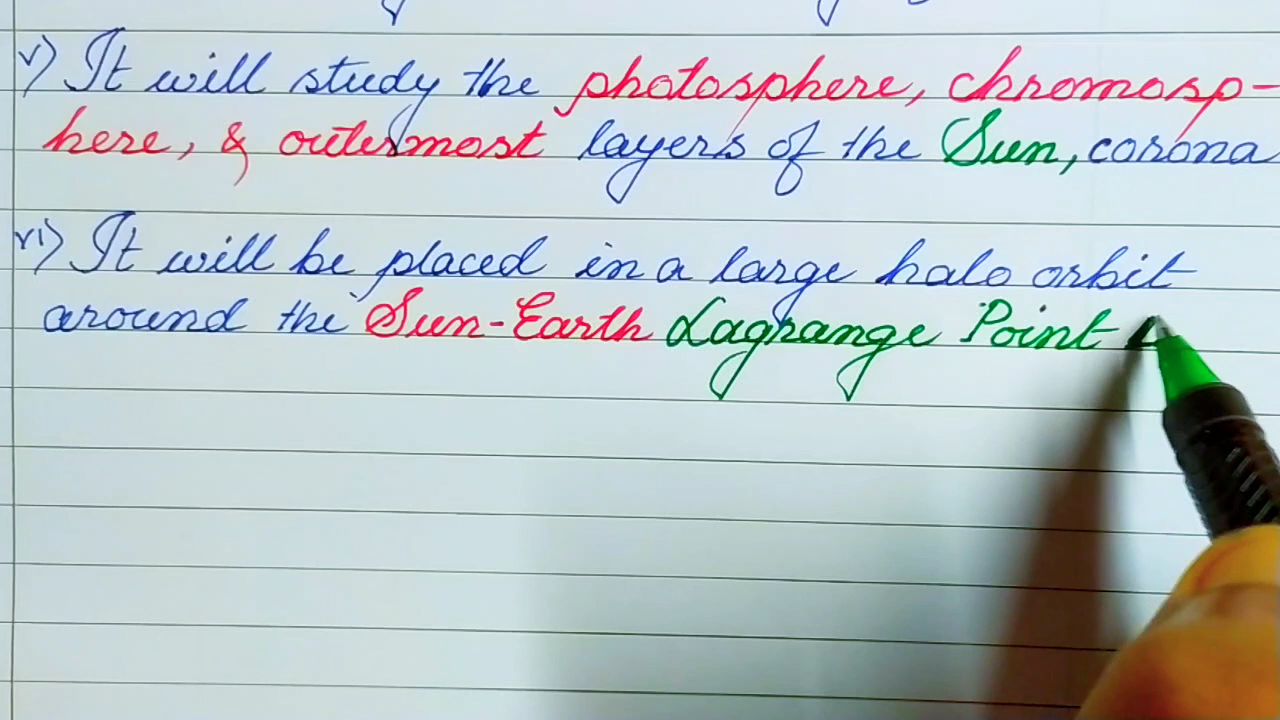 v) It will study the photosphere, chromosp-
here, & outermost layers of the Sun, corona
vi) It will be placed in a large halo orbit
around the Sun-Earth Lagrange Point